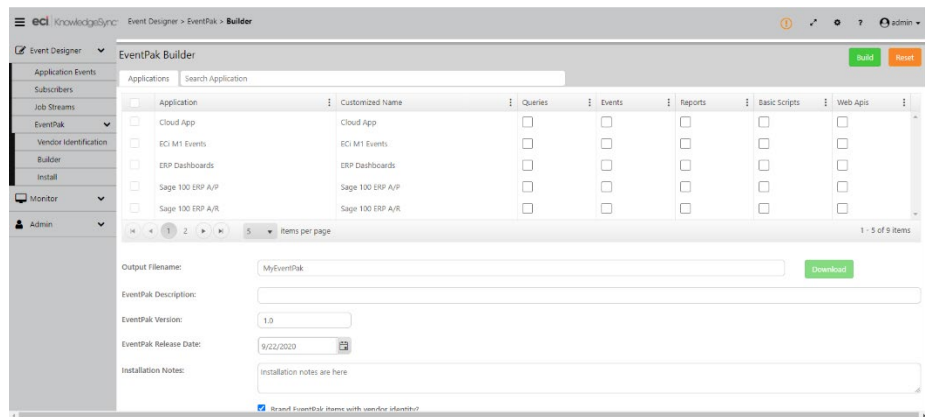 eci KnowledgeSync Event Designer > EventPak > Builder ? admin
Event Designer
Application Events
Subscribers
Job Streams
EventPak
Vendor Identification
Builder
Install
Monitor
Admin
EventPak Builder Build Reset
Applications Search Application
Application Customized Name Queries Events Reports Basic Scripts Web Apis
Cloud App Cloud App
ECi M1 Events ECi M1 Events
ERP Dashboards ERP Dashboards
Sage 100 ERP A/P Sage 100 ERP A/P
Sage 100 ERP A/R Sage 100 ERP A/R
1 2 5 items per page 1 - 5 of 9 items
Output Filename: MyEventPak Download
EventPak Description:
EventPak Version: 1.0
EventPak Release Date: 9/22/2020
Installation Notes: Installation notes are here
Brand EventPak items with vendor identity?